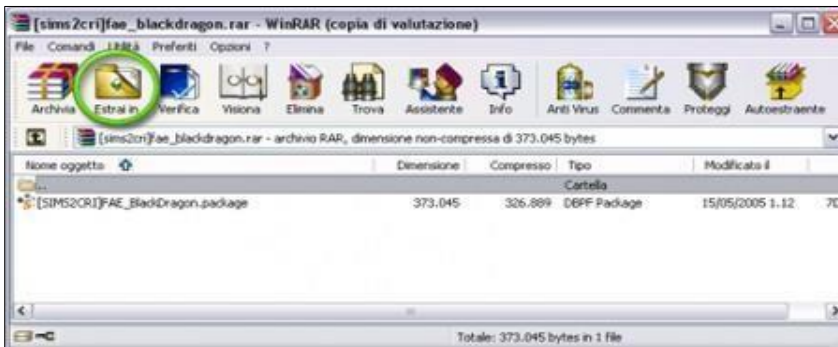 [sims2cri]fae_blackdragon.rar - WinRAR (copia di valutazione)
File Comandi Utilità Preferiti Opzioni ?
Archivia Estrai in Verifica Visiona Elimina Trova Assistente Info Anti Virus Commenta Proteggi Autoestraente
[sims2cri]fae_blackdragon.rar - archivio RAR, dimensione non-compressa di 373.045 bytes
Nome oggetto Dimensione Compresso Tipo Modificato il
.. Cartella
[SIMS2CRI]FAE_BlackDragon.package 373.045 326.889 DBPF Package 15/05/2005 1.12 70
Totale: 373.045 bytes in 1 file